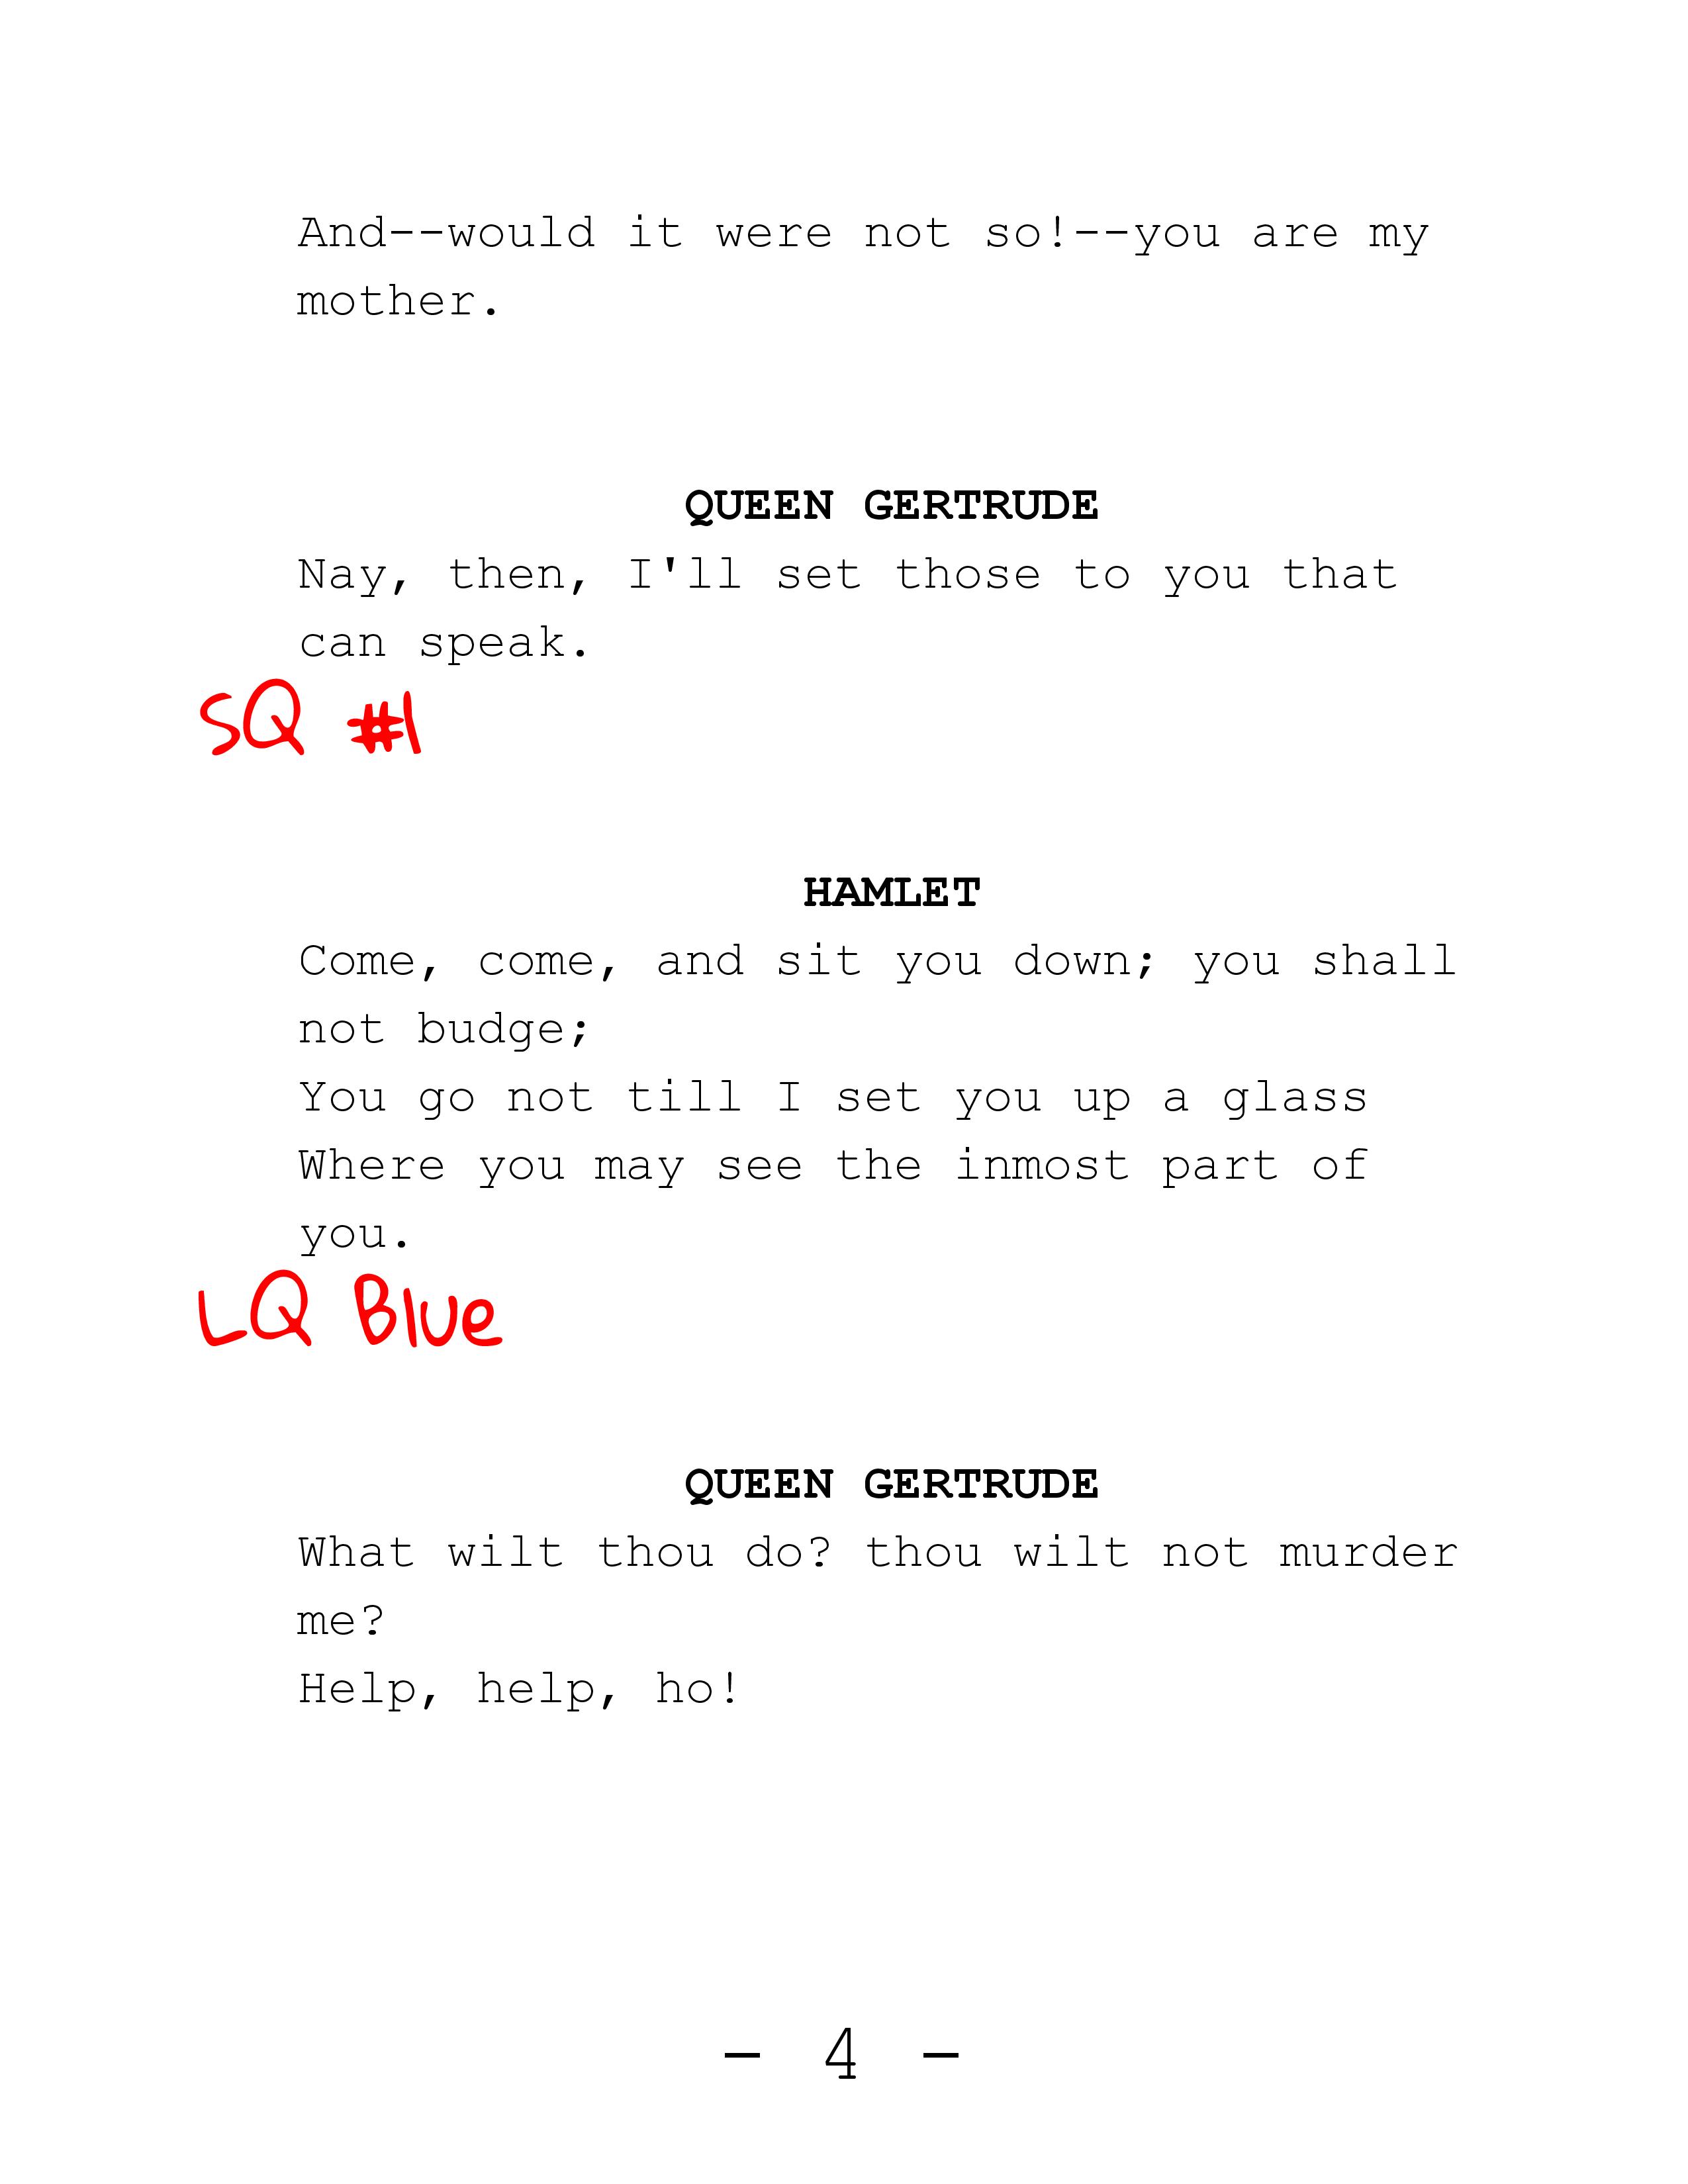 And--would it were not so!--you are my
mother.
QUEEN GERTRUDE
Nay, then, I'll set those to you that
can speak.
SQ #1
HAMLET
Come, come, and sit you down; you shall
not budge;
You go not till I set you up a glass
Where you may see the inmost part of
you.
LQ Blue
QUEEN GERTRUDE
What wilt thou do? thou wilt not murder
me?
Help, help, ho!
- 4 -